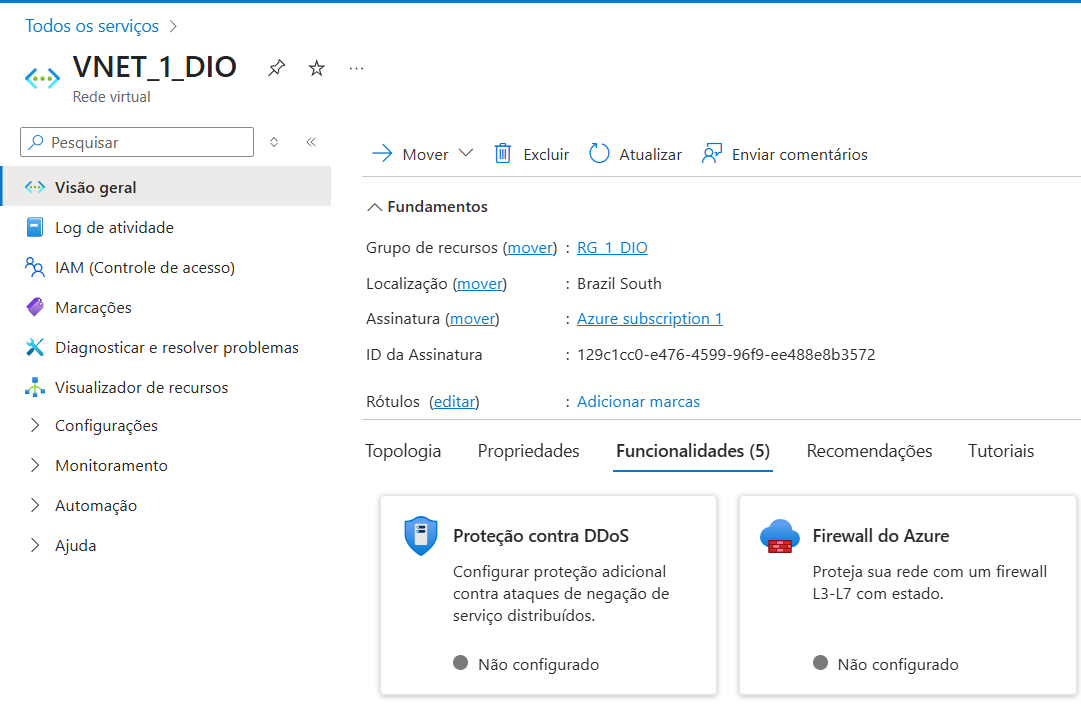 Todos os serviços >
VNET_1_DIO
Rede virtual
Pesquisar
Visão geral
Log de atividade
IAM (Controle de acesso)
Marcações
Diagnosticar e resolver problemas
Visualizador de recursos
Configurações
Monitoramento
Automação
Ajuda
Mover Excluir Atualizar Enviar comentários
Fundamentos
Grupo de recursos (mover) : RG_1_DIO
Localização (mover) : Brazil South
Assinatura (mover) : Azure subscription 1
ID da Assinatura : 129c1cc0-e476-4599-96f9-ee488e8b3572
Rótulos (editar) : Adicionar marcas
Topologia Propriedades Funcionalidades (5) Recomendações Tutoriais
Proteção contra DDoS
Configurar proteção adicional
contra ataques de negação de
serviço distribuídos.
Não configurado
Firewall do Azure
Proteja sua rede com um firewall
L3-L7 com estado.
Não configurado